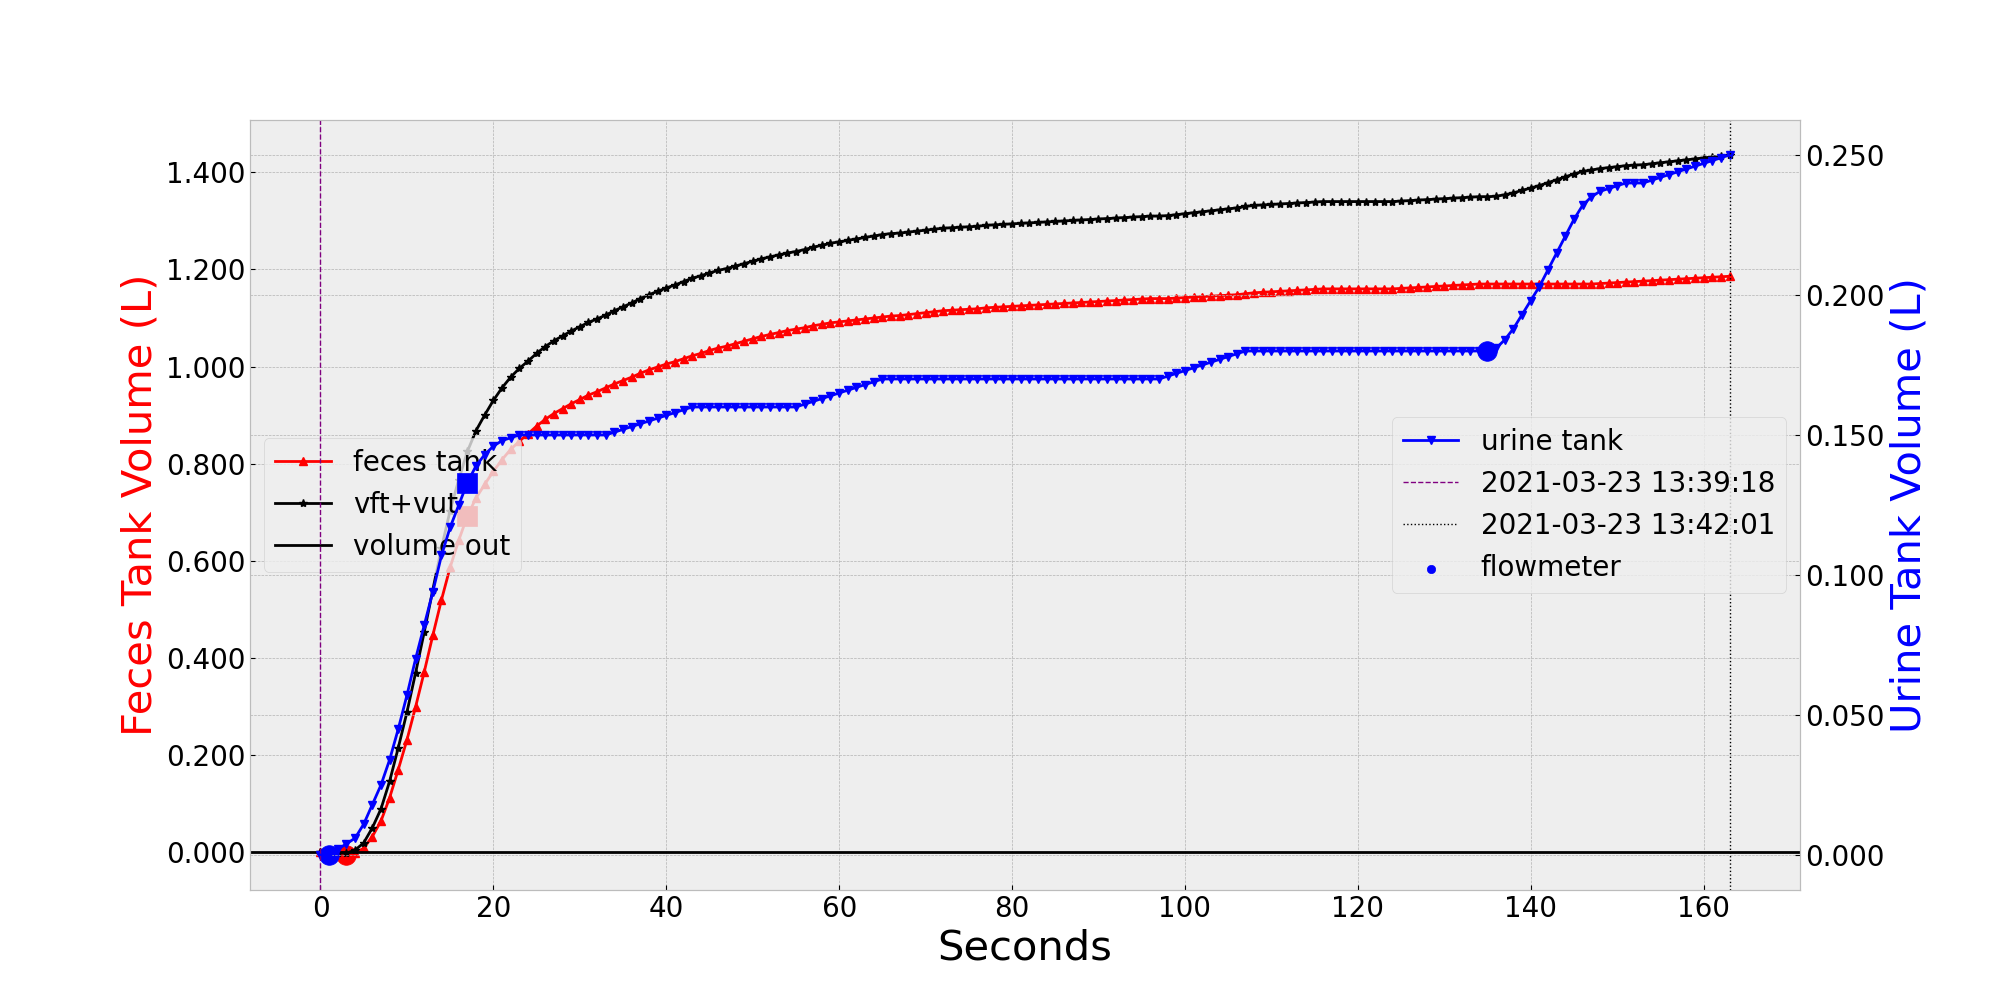 Feces Tank Volume (L)
1.400
1.200
1.000
0.800
0.600
0.400
0.200
0.000
feces tank
vft+vut
volume out
urine tank
2021-03-23 13:39:18
2021-03-23 13:42:01
flowmeter
0.250
0.200
0.150
0.100
0.050
0.000
Urine Tank Volume (L)
0 20 40 60 80 100 120 140 160
Seconds